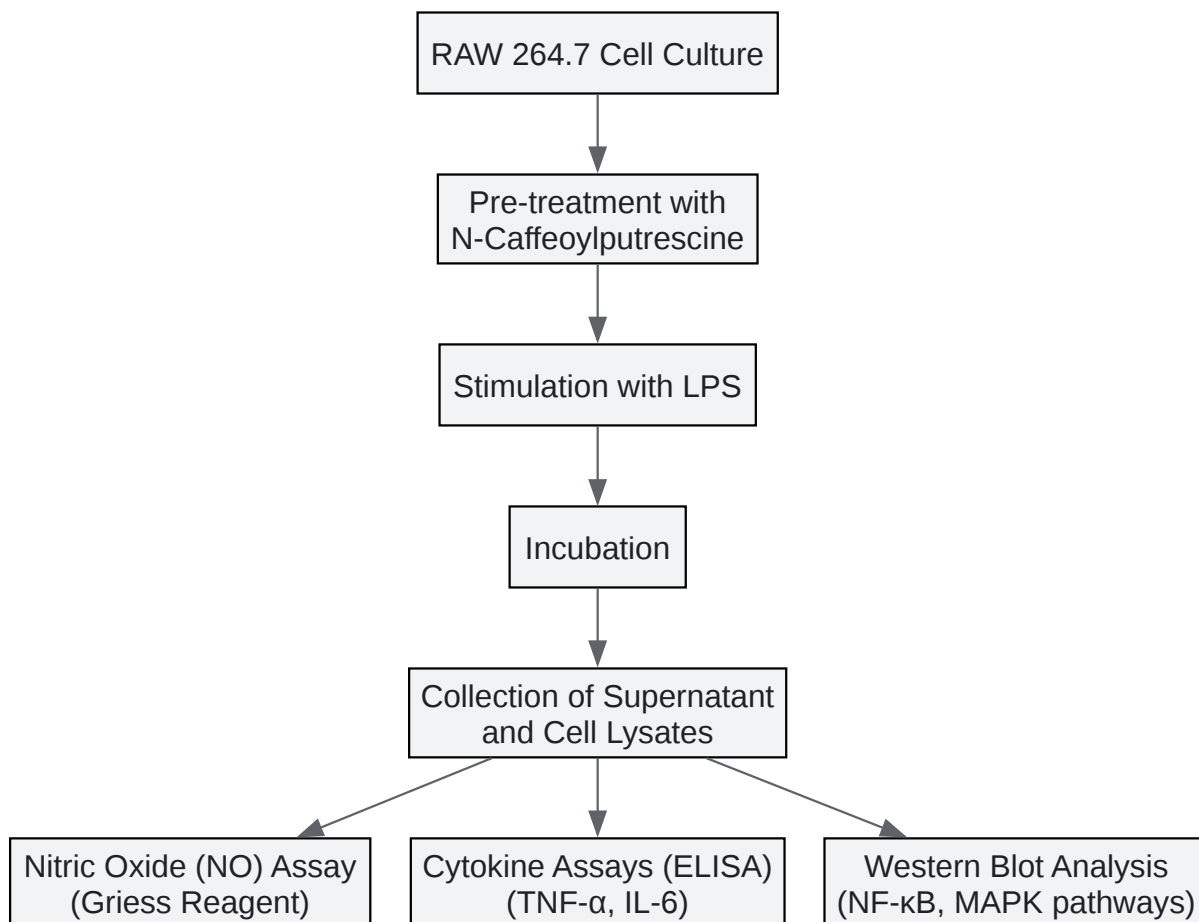 RAW 264.7 Cell Culture
Pre-treatment with
N-Caffeoylputrescine
Stimulation with LPS
Incubation
Collection of Supernatant
and Cell Lysates
Nitric Oxide (NO) Assay
(Griess Reagent)
Cytokine Assays (ELISA)
(TNF-α, IL-6)
Western Blot Analysis
(NF-κB, MAPK pathways)